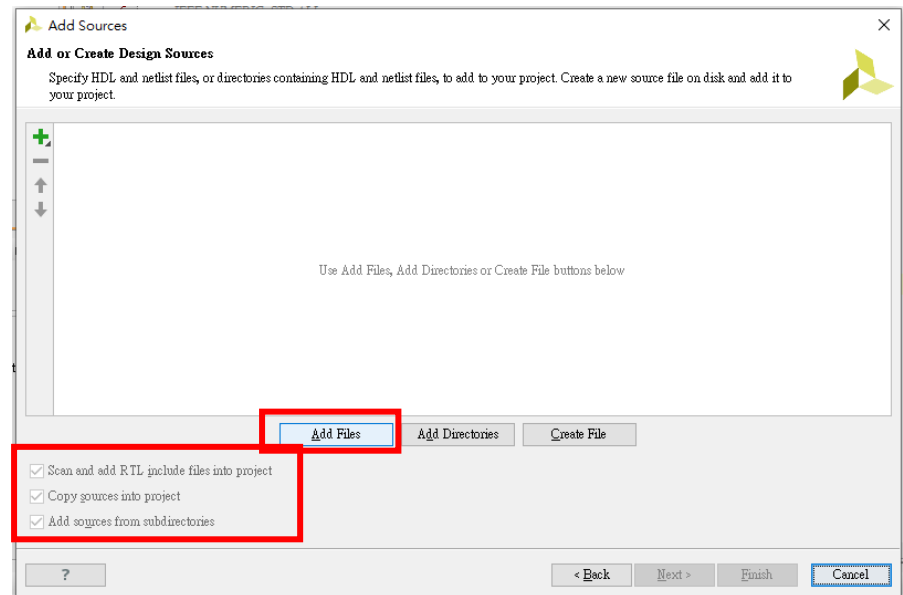 Add Sources
Add or Create Design Sources
Specify HDL and netlist files, or directories containing HDL and netlist files, to add to your project. Create a new source file on disk and add it to
your project.
Use Add Files, Add Directories or Create File buttons below
Add Files Add Directories Create File
Scan and add RTL include files into project
Copy sources into project
Add sources from subdirectories
? < Back Next > Finish Cancel